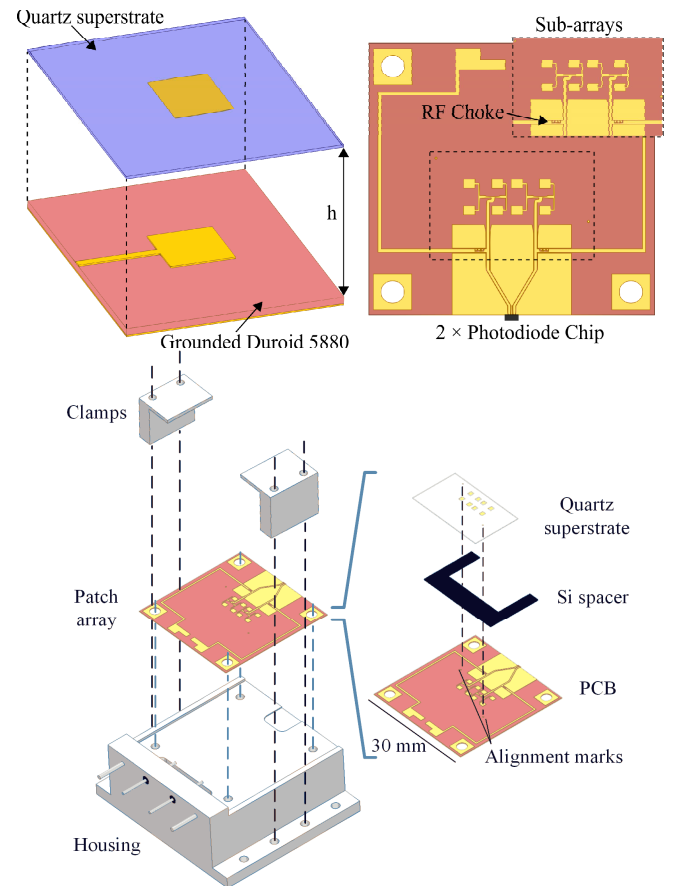 Quartz superstrate
h
Grounded Duroid 5880
Sub-arrays
RF Choke
2 × Photodiode Chip
Clamps
Patch
array
Housing
Quartz
superstrate
Si spacer
PCB
30 mm
Alignment marks